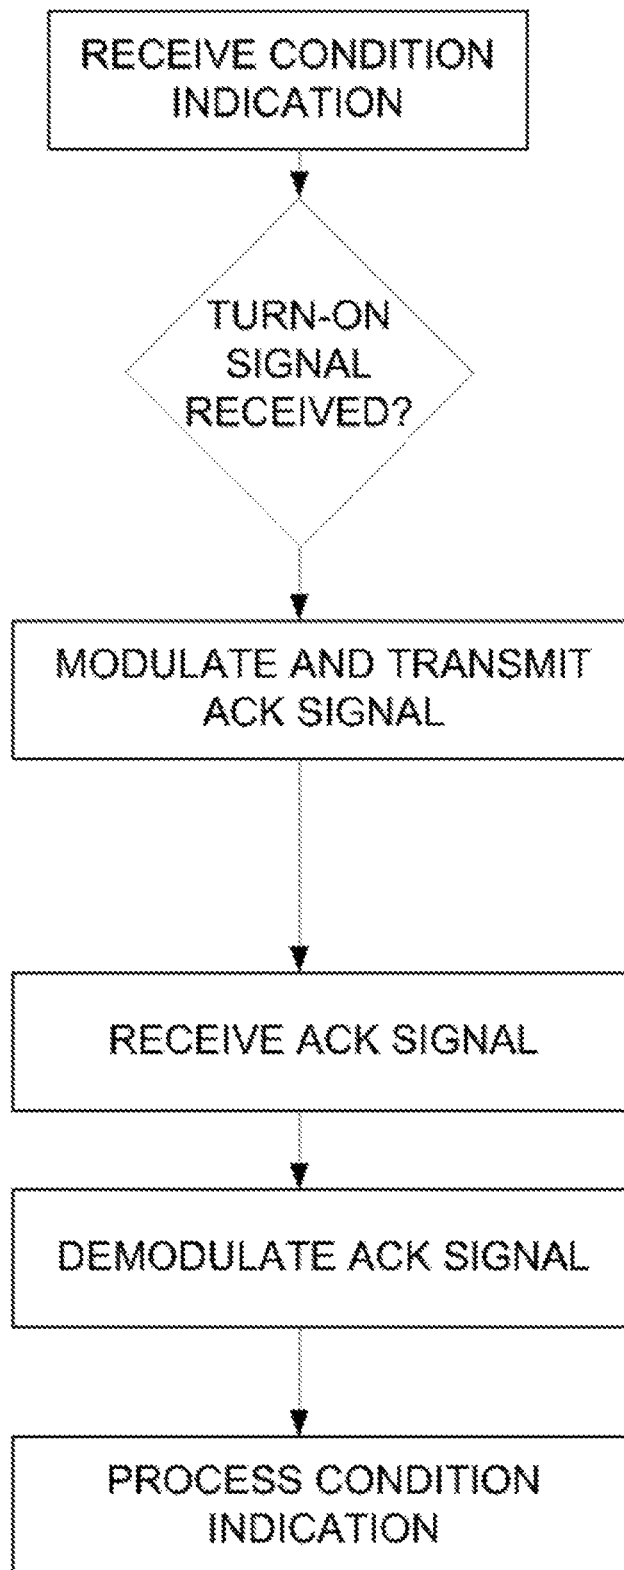 RECEIVE CONDITION
INDICATION
TURN-ON
SIGNAL
RECEIVED?
MODULATE AND TRANSMIT
ACK SIGNAL
RECEIVE ACK SIGNAL
DEMODULATE ACK SIGNAL
PROCESS CONDITION
INDICATION